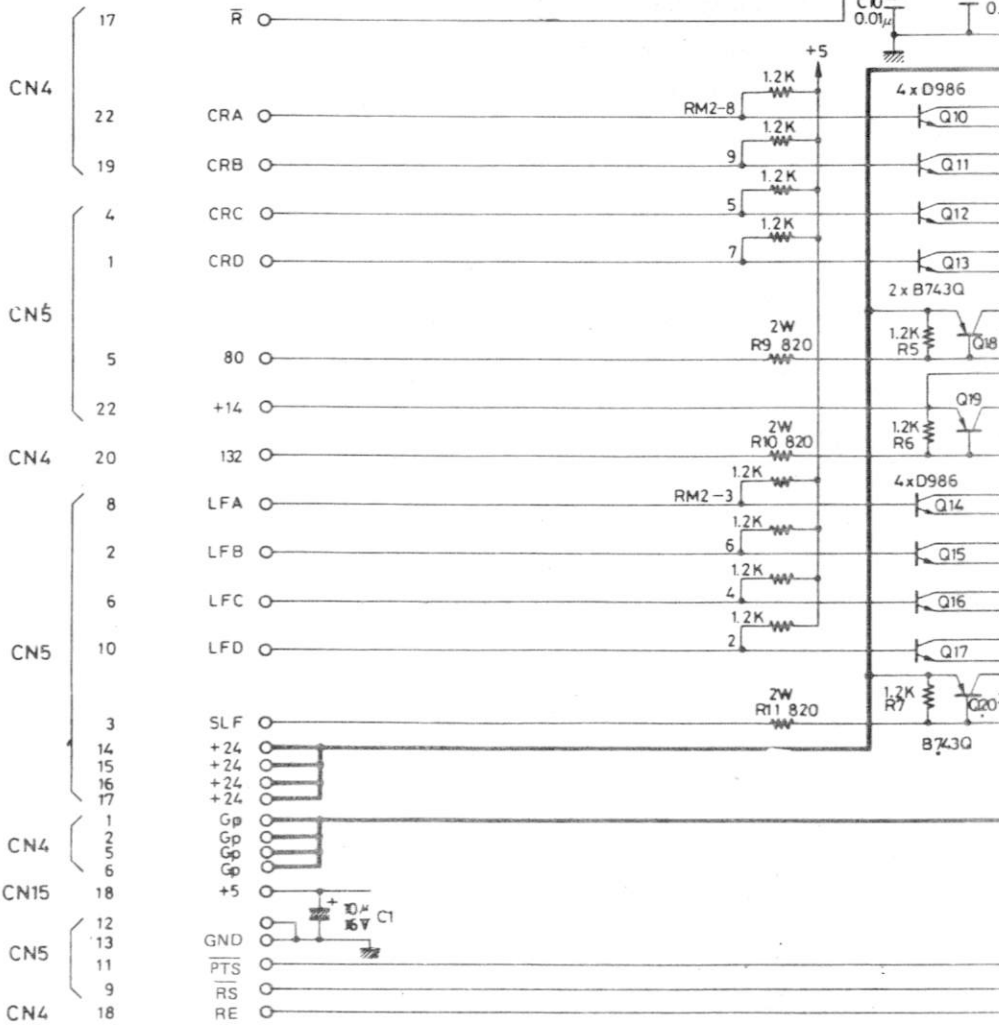 17 R̅ C10
0.01μ 0.
+5
CN4 1.2K 4xD986
22 CRA RM2-8 Q10
1.2K
19 CRB 9 Q11
1.2K
4 CRC 5 Q12
1.2K
1 CRD 7 Q13
2xB743Q
CN5
2W 1.2K
5 80 R9 820 R5 Q18
22 +14 Q19
2W 1.2K
CN4 20 132 R10 820 R6
1.2K 4xD986
8 LFA RM2-3 Q14
1.2K
2 LFB 6 Q15
1.2K
6 LFC 4 Q16
1.2K
CN5 10 LFD 2 Q17
2W 1.2K
R11 820 R7 Q20
3 SLF
14 +24 B743Q
15 +24
16 +24
17 +24
1 Gp
2 Gp
CN4 5 Gp
6 Gp
CN15 18 +5
+ 10μ
16V C1
12
CN5 13 GND
11 P̅T̅S̅
9 R̅S̅
CN4 18 RE